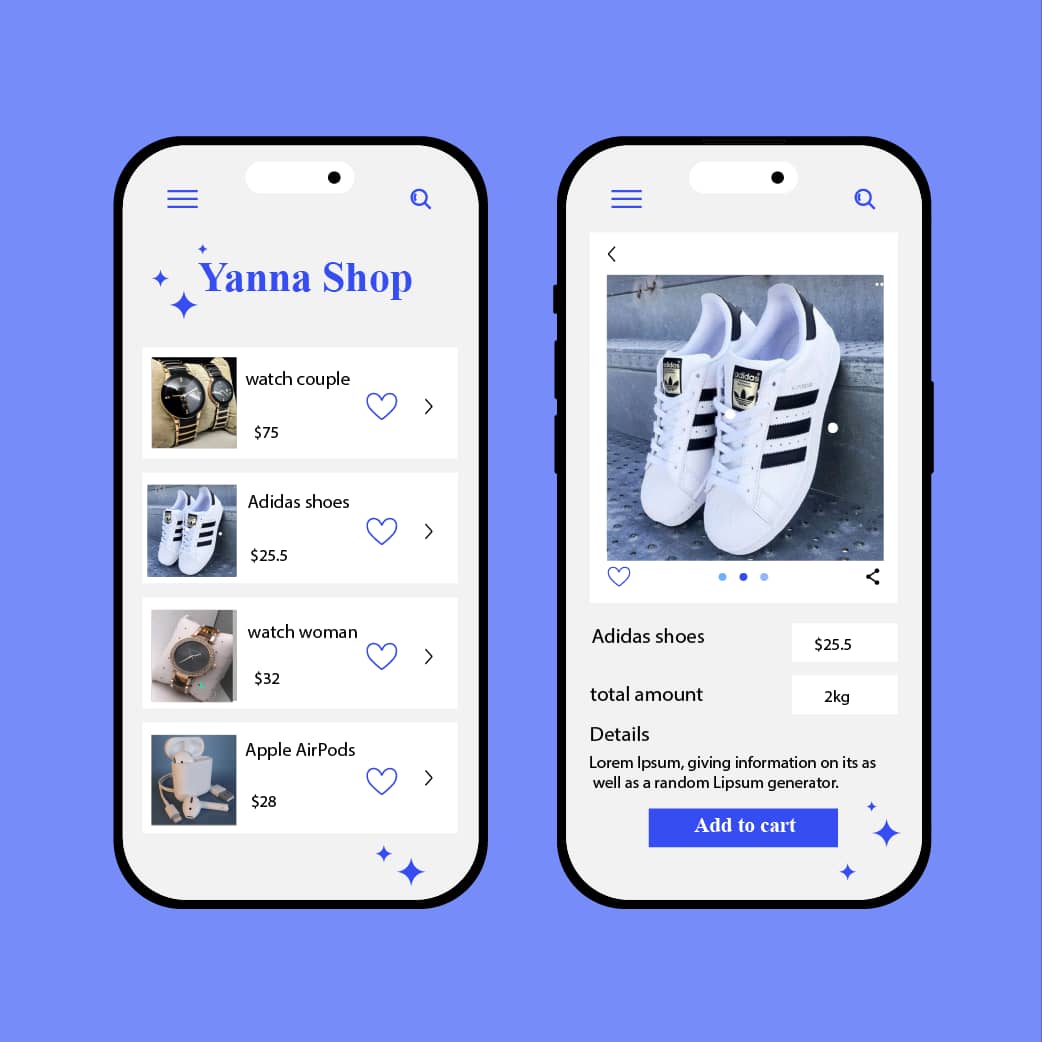 Yanna Shop
watch couple
$75
Adidas shoes
$25.5
watch woman
$32
Apple AirPods
$28
adidas
adidas
Adidas shoes
$25.5
total amount
2kg
Details
Lorem Ipsum, giving information on its as
well as a random Lipsum generator.
Add to cart